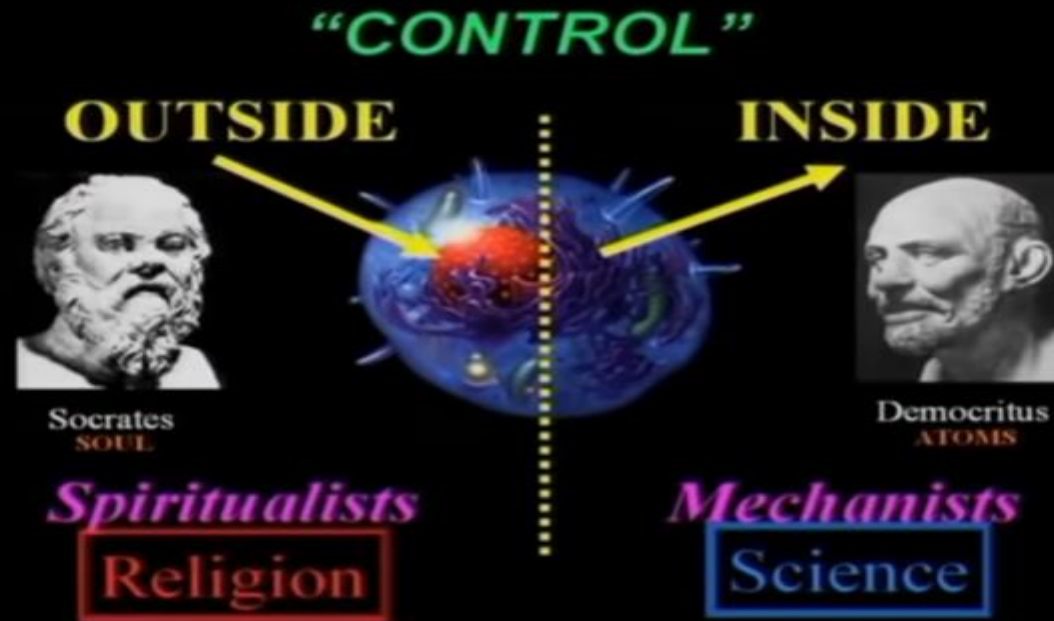 “CONTROL”
OUTSIDE
INSIDE
Socrates
SOUL
Democritus
ATOMS
Spiritualists
Mechanists
Religion
Science